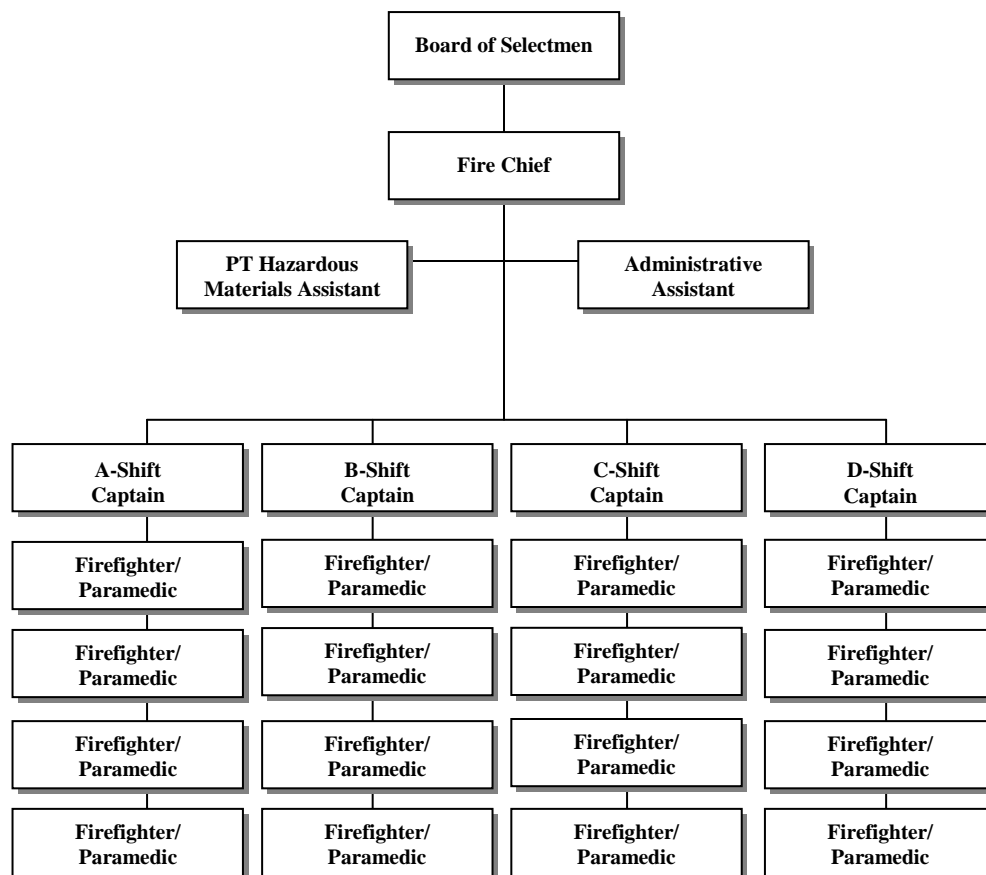 Board of Selectmen
Fire Chief
PT Hazardous
Materials Assistant
Administrative
Assistant
A-Shift
Captain
B-Shift
Captain
C-Shift
Captain
D-Shift
Captain
Firefighter/
Paramedic
Firefighter/
Paramedic
Firefighter/
Paramedic
Firefighter/
Paramedic
Firefighter/
Paramedic
Firefighter/
Paramedic
Firefighter/
Paramedic
Firefighter/
Paramedic
Firefighter/
Paramedic
Firefighter/
Paramedic
Firefighter/
Paramedic
Firefighter/
Paramedic
Firefighter/
Paramedic
Firefighter/
Paramedic
Firefighter/
Paramedic
Firefighter/
Paramedic